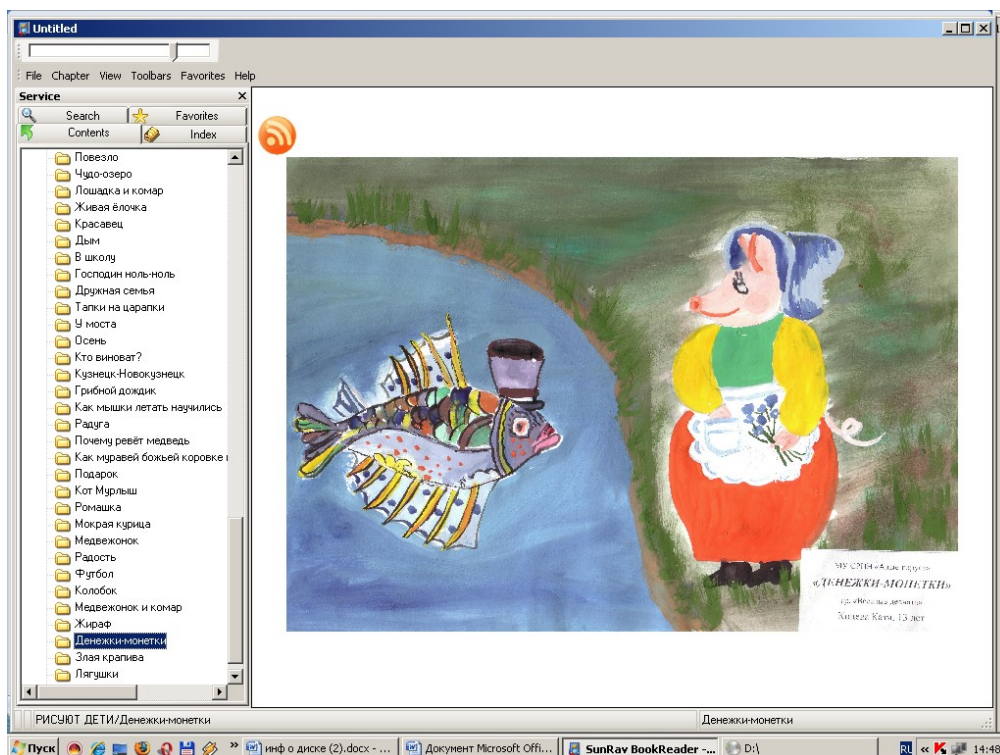 Untitled
File Chapter View Toolbars Favorites Help
Service
Search Favorites
Contents Index
Повезло
Чудо-озеро
Лошадка и комар
Живая ёлочка
Красавец
Дым
В школу
Господин ноль-ноль
Дружная семья
Тапки на царапки
У моста
Осень
Кто виноват?
Кузнецк-Новокузнецк
Грибной дождик
Как мышки летать научились
Радуга
Почему ревёт медведь
Как муравей божьей коровке
Подарок
Кот Мурлыш
Ромашка
Мокрая курица
Медвежонок
Радость
Футбол
Колобок
Медвежонок и комар
Жираф
Денежки-монетки
Злая крапива
Лягушки
«ДЕНЕЖКИ-МОНЕТКИ»
Катя, 13 лет
РИСУЮТ ДЕТИ/Денежки-монетки Денежки-монетки
Пуск » инф о диске (2).docx - ... Документ Microsoft Offi... SunRav BookReader -... D:\ RL « 14:48